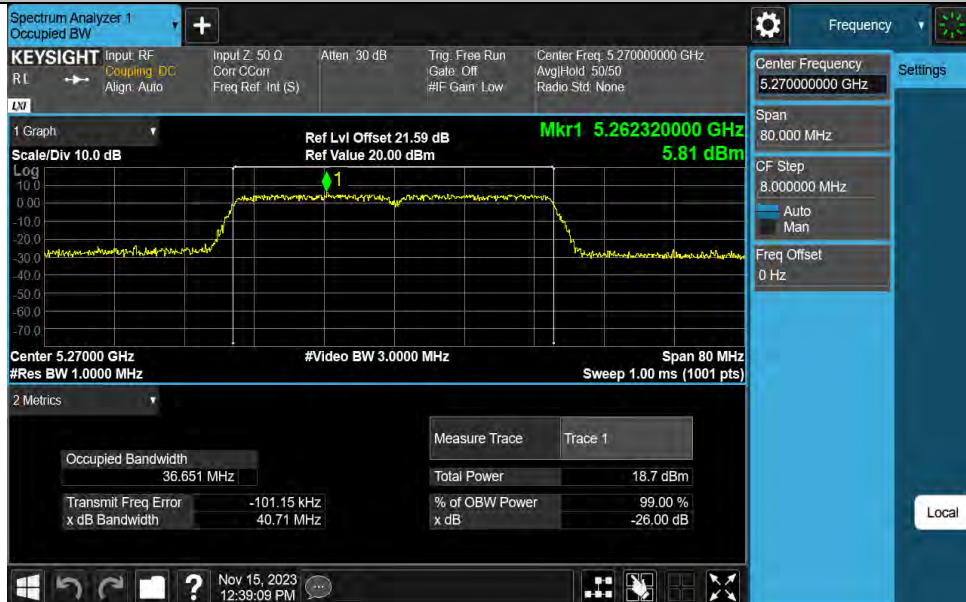 Spectrum Analyzer 1
Occupied BW
+
Frequency
KEYSIGHT
Input: RF
Coupling: DC
Align: Auto
Input Z: 50 Ω
Corr CCorr
Freq Ref: Int (S)
Atten: 30 dB
Trig: Free Run
Gate: Off
#IF Gain: Low
Center Freq: 5.270000000 GHz
Avg|Hold: 50/50
Radio Std: None
LXI
Center Frequency
5.270000000 GHz
Settings
Span
80.000 MHz
CF Step
8.000000 MHz
Auto
Man
Freq Offset
0 Hz
Local
1 Graph
Scale/Div 10.0 dB
Ref Lvl Offset 21.59 dB
Ref Value 20.00 dBm
Mkr1 5.262320000 GHz
5.81 dBm
Log
1
10.0
0.00
-10.0
-20.0
-30.0
-40.0
-50.0
-60.0
-70.0
Center 5.27000 GHz
#Video BW 3.0000 MHz
Span 80 MHz
#Res BW 1.0000 MHz
Sweep 1.00 ms (1001 pts)
2 Metrics
Measure Trace
Trace 1
Occupied Bandwidth
36.651 MHz
Total Power
18.7 dBm
Transmit Freq Error
-101.15 kHz
% of OBW Power
99.00 %
x dB Bandwidth
40.71 MHz
x dB
-26.00 dB
?
Nov 15, 2023
12:39:09 PM